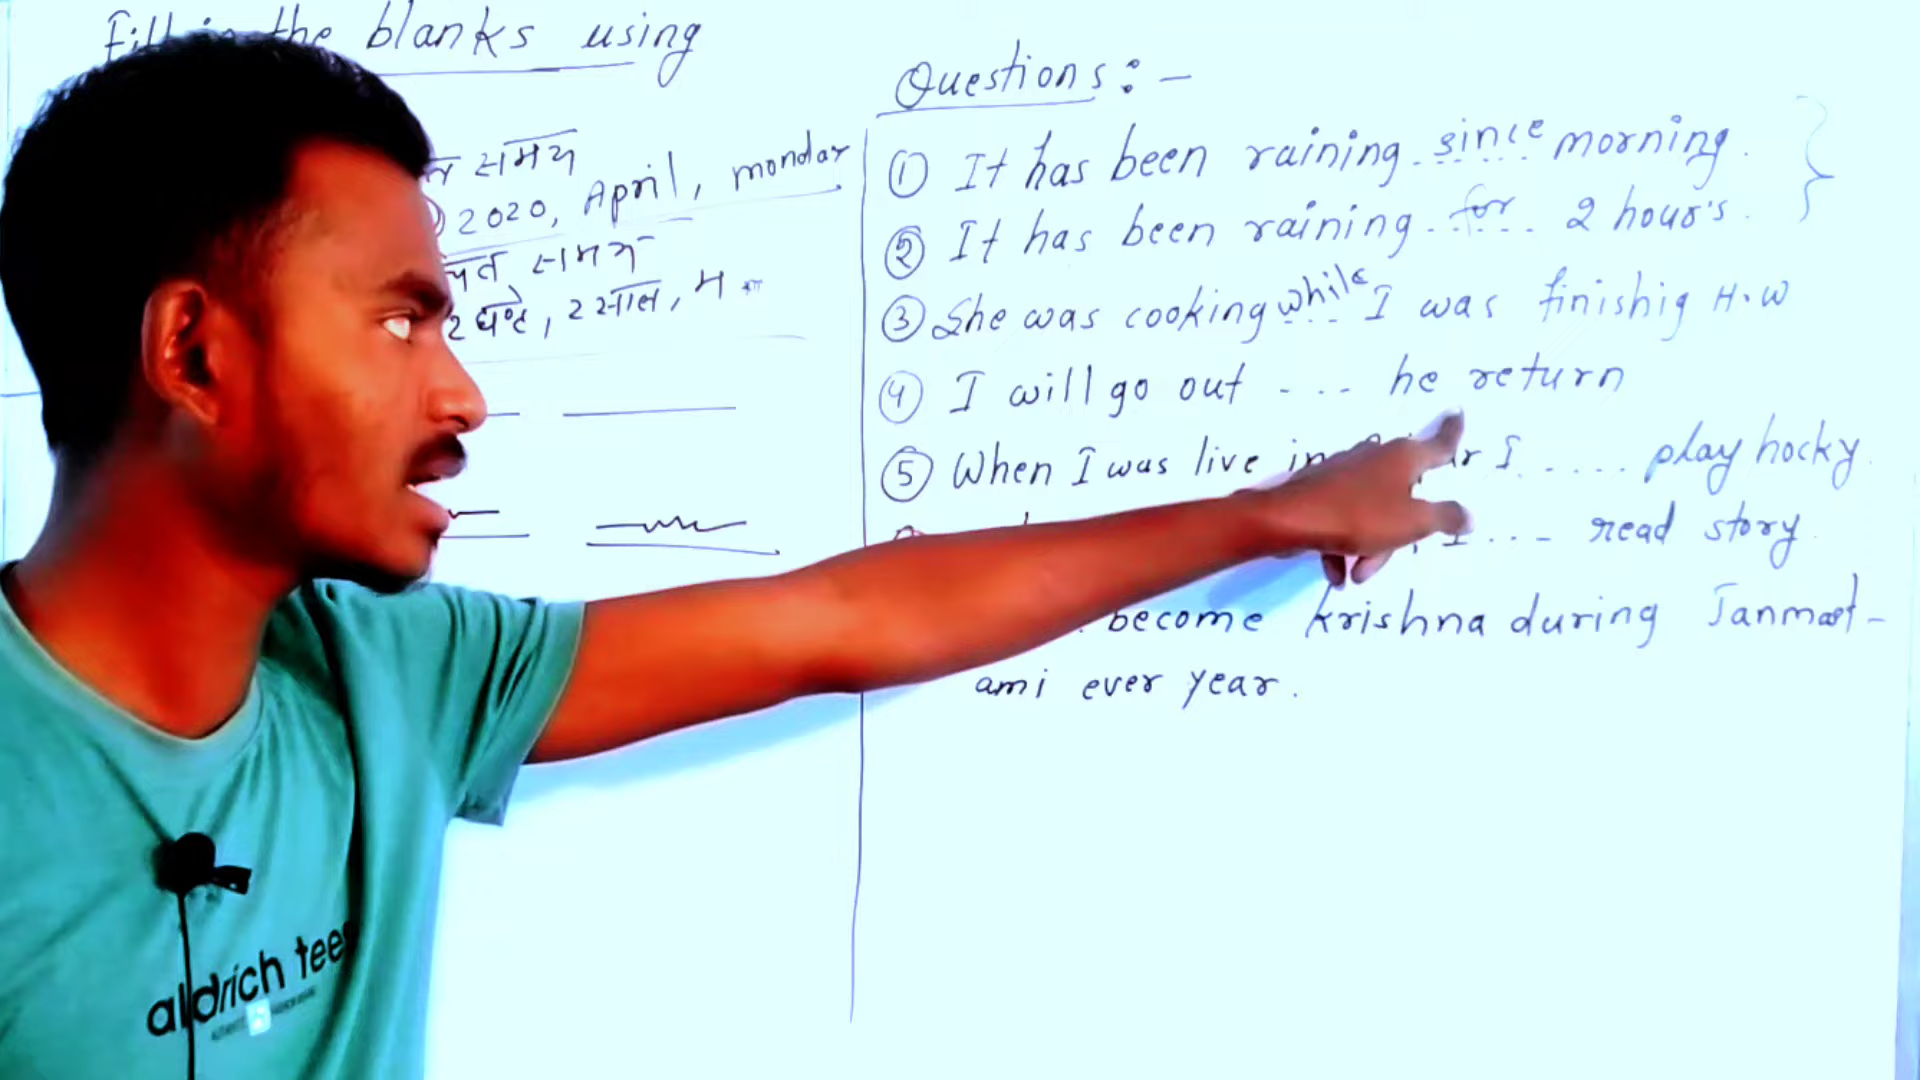 Fill in the blanks using
समय
2020, April, monday
समय
2 घण्टे, 2 साल, म.
Questions:-
① It has been raining since morning.
② It has been raining for 2 hour's.
③ She was cooking while I was finishig H.W
④ I will go out --- he return
⑤ When I was live in I ..... play hocky.
I ... read story.
become krishna during Janmast-
ami ever year.
aldrich tees